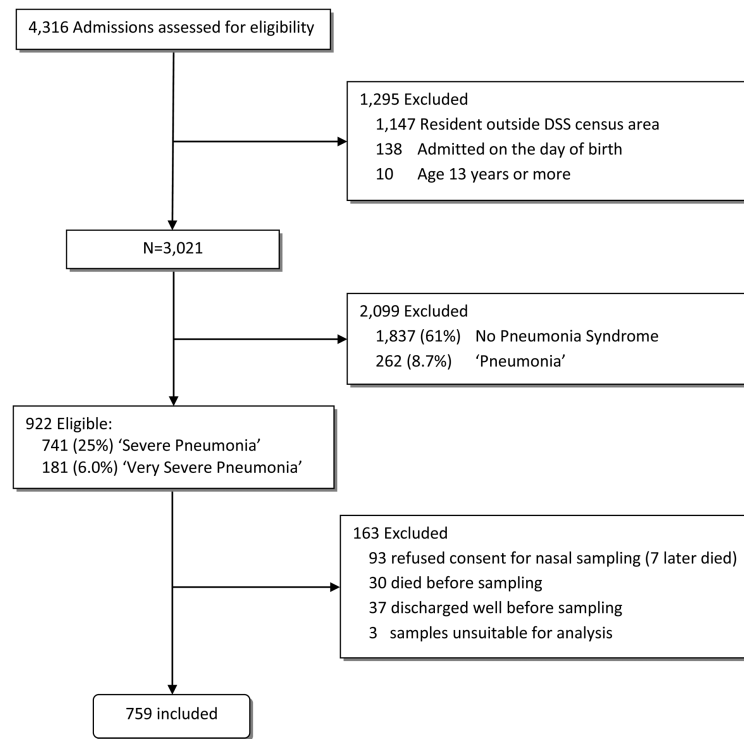 4,316 Admissions assessed for eligibility
1,295 Excluded
1,147 Resident outside DSS census area
138 Admitted on the day of birth
10 Age 13 years or more
N=3,021
2,099 Excluded
1,837 (61%) No Pneumonia Syndrome
262 (8.7%) ‘Pneumonia’
922 Eligible:
741 (25%) ‘Severe Pneumonia’
181 (6.0%) ‘Very Severe Pneumonia’
163 Excluded
93 refused consent for nasal sampling (7 later died)
30 died before sampling
37 discharged well before sampling
3 samples unsuitable for analysis
759 included